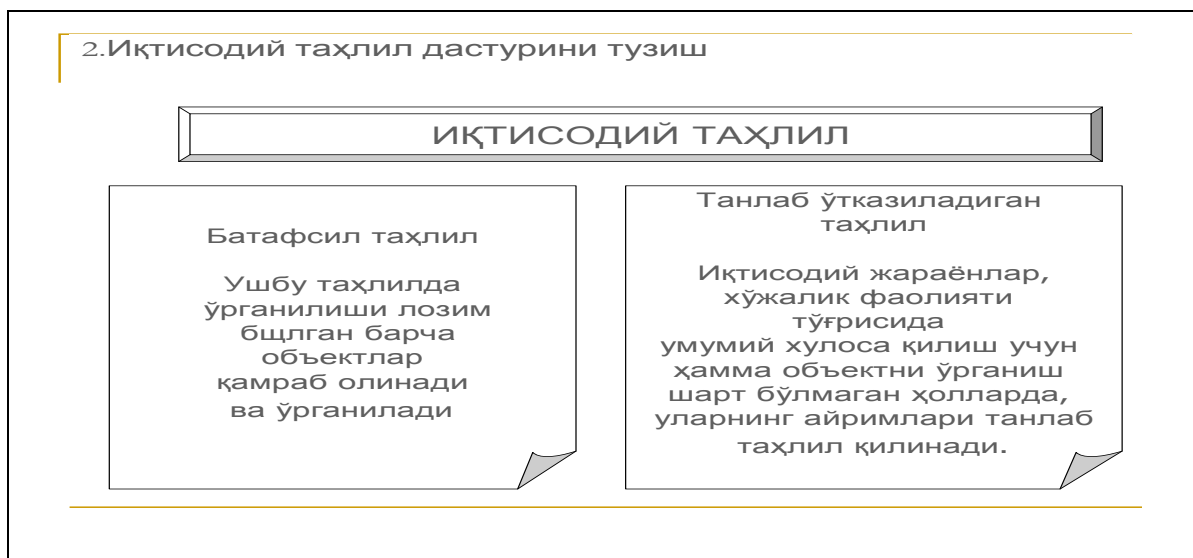 2.Иқтисодий таҳлил дастурини тузиш
ИҚТИСОДИЙ ТАҲЛИЛ
Батафсил таҳлил
Ушбу таҳлилда
ўрганилиши лозим
бщлган барча
объектлар
қамраб олинади
ва ўрганилади
Танлаб ўтказиладиган
таҳлил
Иқтисодий жараёнлар,
хўжалик фаолияти
тўғрисида
умумий хулоса қилиш учун
ҳамма объектни ўрганиш
шарт бўлмаган ҳолларда,
уларнинг айримлари танлаб
таҳлил қилинади.